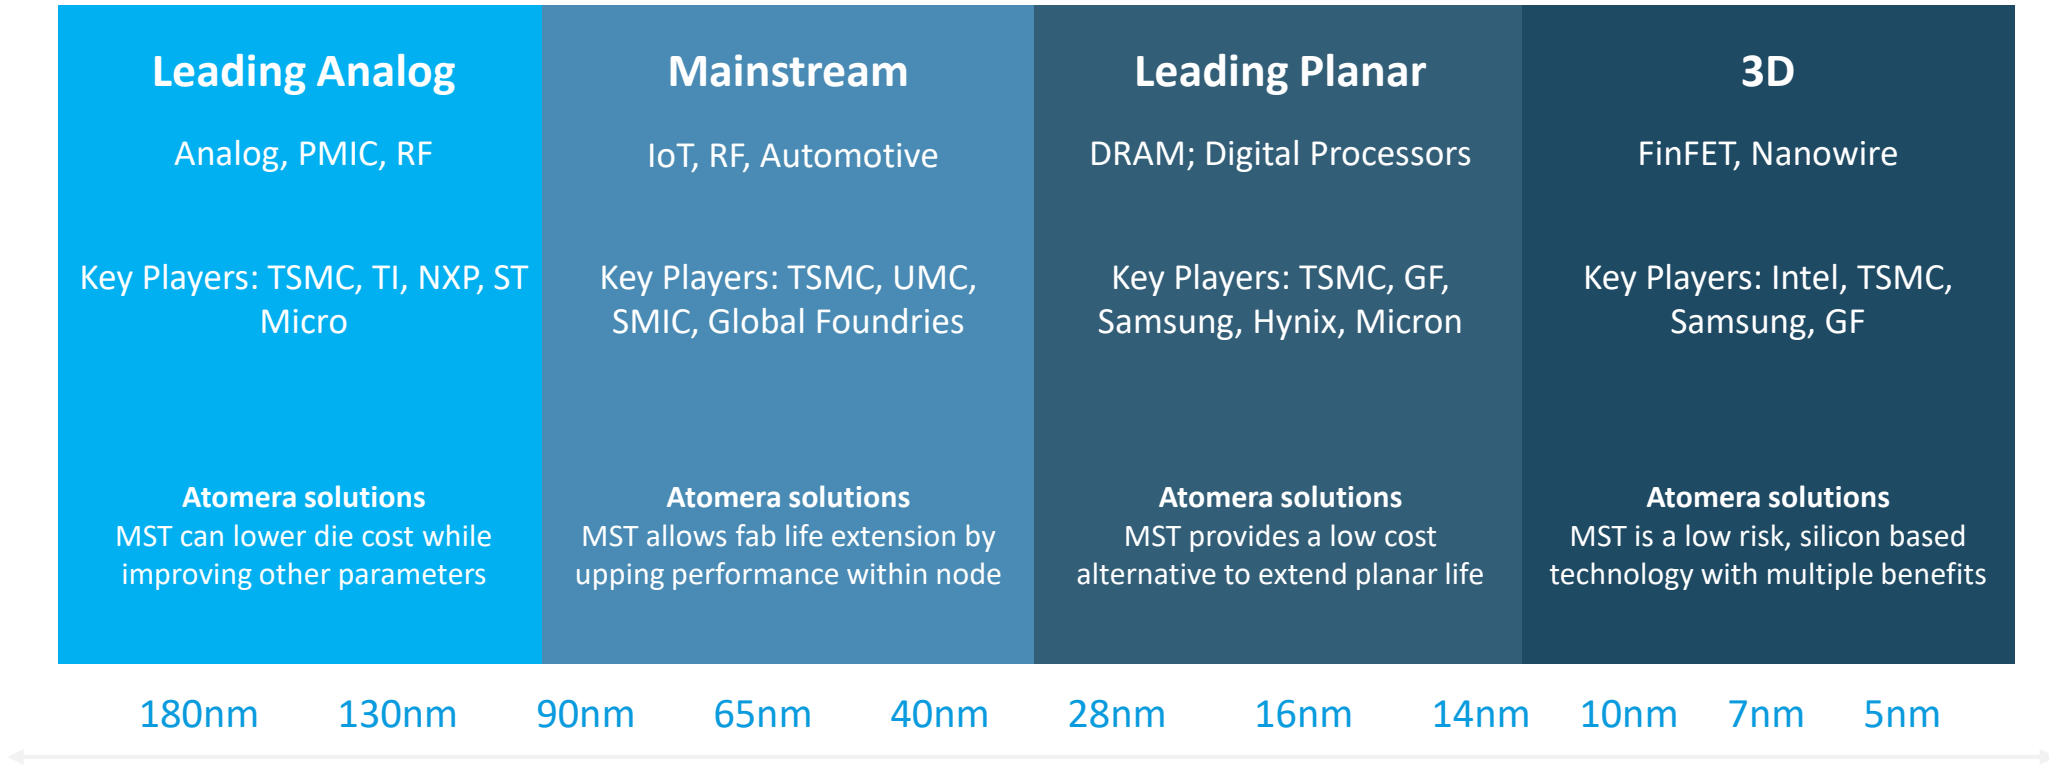 Leading Analog
Analog, PMIC, RF
Key Players: TSMC, TI, NXP, ST
Micro
Atomera solutions
MST can lower die cost while
improving other parameters
Mainstream
IoT, RF, Automotive
Key Players: TSMC, UMC,
SMIC, Global Foundries
Atomera solutions
MST allows fab life extension by
upping performance within node
Leading Planar
DRAM; Digital Processors
Key Players: TSMC, GF,
Samsung, Hynix, Micron
Atomera solutions
MST provides a low cost
alternative to extend planar life
3D
FinFET, Nanowire
Key Players: Intel, TSMC,
Samsung, GF
Atomera solutions
MST is a low risk, silicon based
technology with multiple benefits
180nm 130nm 90nm 65nm 40nm 28nm 16nm 14nm 10nm 7nm 5nm